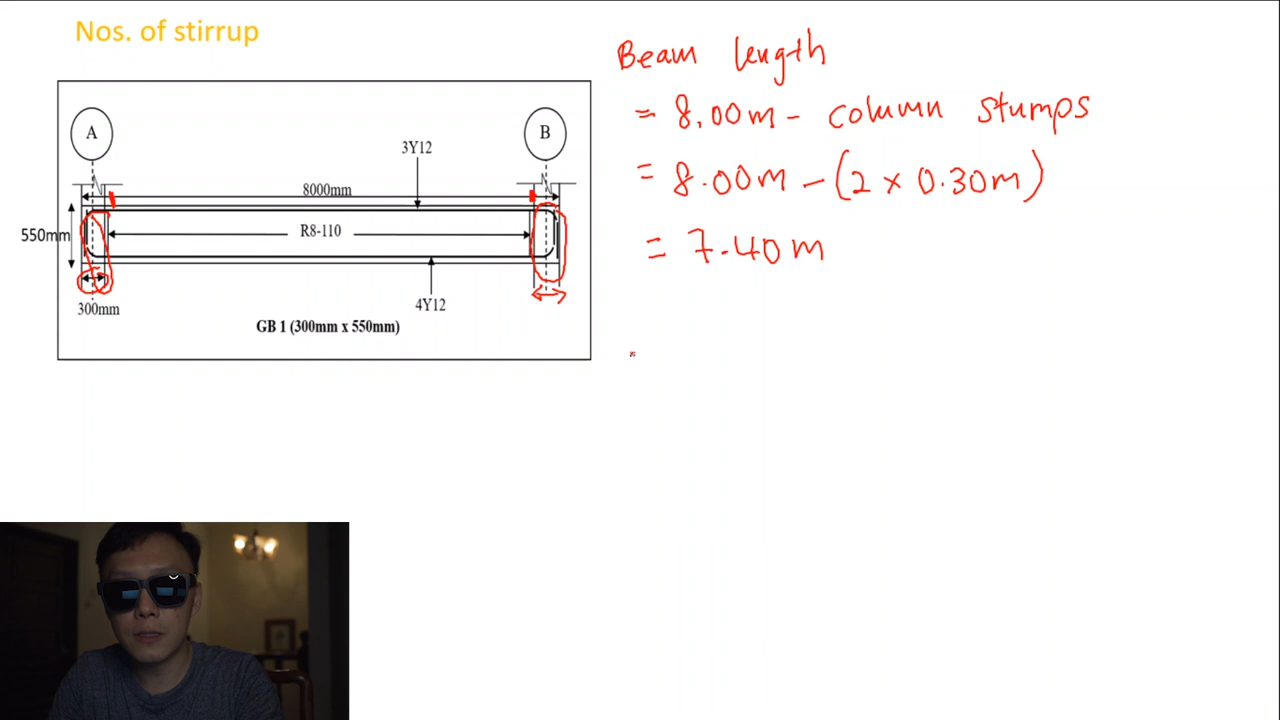 Nos. of stirrup
A
B
3Y12
8000mm
550mm
R8-110
300mm
4Y12
GB 1 (300mm x 550mm)
Beam length
= 8.00m - column stumps
= 8.00m - (2 x 0.30m)
= 7.40m